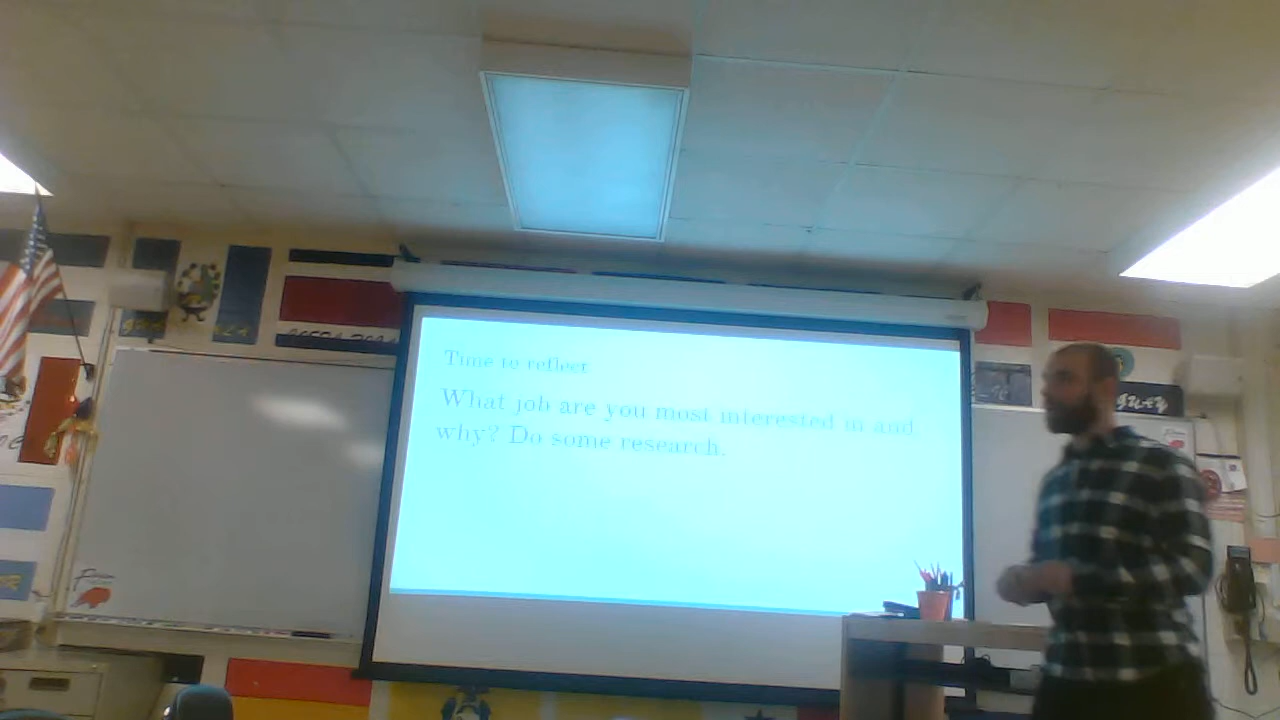 Time to reflect
What job are you most interested in and
why? Do some research.